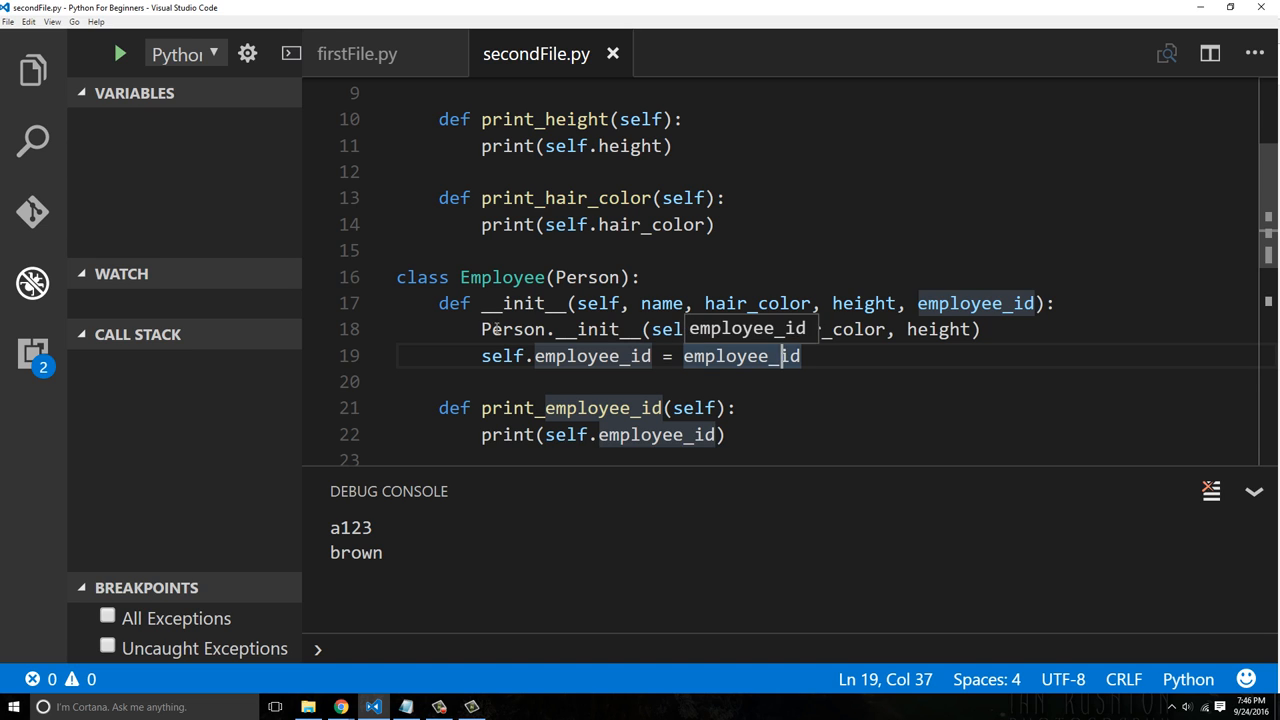 secondFile.py - Python For Beginners - Visual Studio Code
File Edit View Go Help
Pythor
firstFile.py
secondFile.py
VARIABLES
WATCH
CALL STACK
2
BREAKPOINTS
All Exceptions
Uncaught Exceptions
9
10 def print_height(self):
11 print(self.height)
12
13 def print_hair_color(self):
14 print(self.hair_color)
15
16 class Employee(Person):
17 def __init__(self, name, hair_color, height, employee_id):
18 Person.__init__(sel employee_id _color, height)
19 self.employee_id = employee_id
20
21 def print_employee_id(self):
22 print(self.employee_id)
23
DEBUG CONSOLE
a123
brown
0 0
Ln 19, Col 37 Spaces: 4 UTF-8 CRLF Python
I'm Cortana. Ask me anything.
7:46 PM
9/24/2016